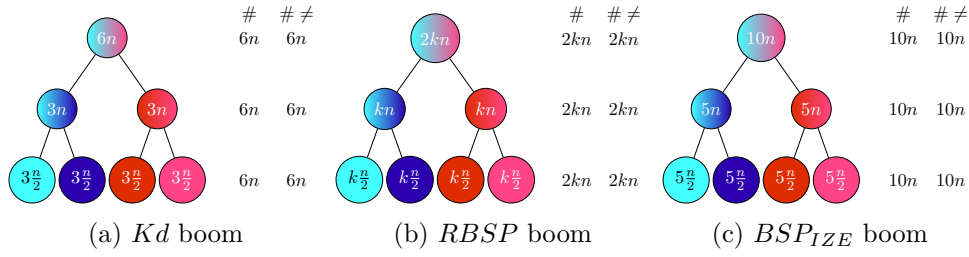 # # ≠ # # ≠ # # ≠
6n 6n 6n 2kn 2kn 2kn 10n 10n 10n
3n 3n 6n 6n kn kn 2kn 2kn 5n 5n 10n 10n
3n/2 3n/2 3n/2 3n/2 6n 6n kn/2 kn/2 kn/2 kn/2 2kn 2kn 5n/2 5n/2 5n/2 5n/2 10n 10n
(a) Kd boom (b) RBSP boom (c) BSP_IZE boom